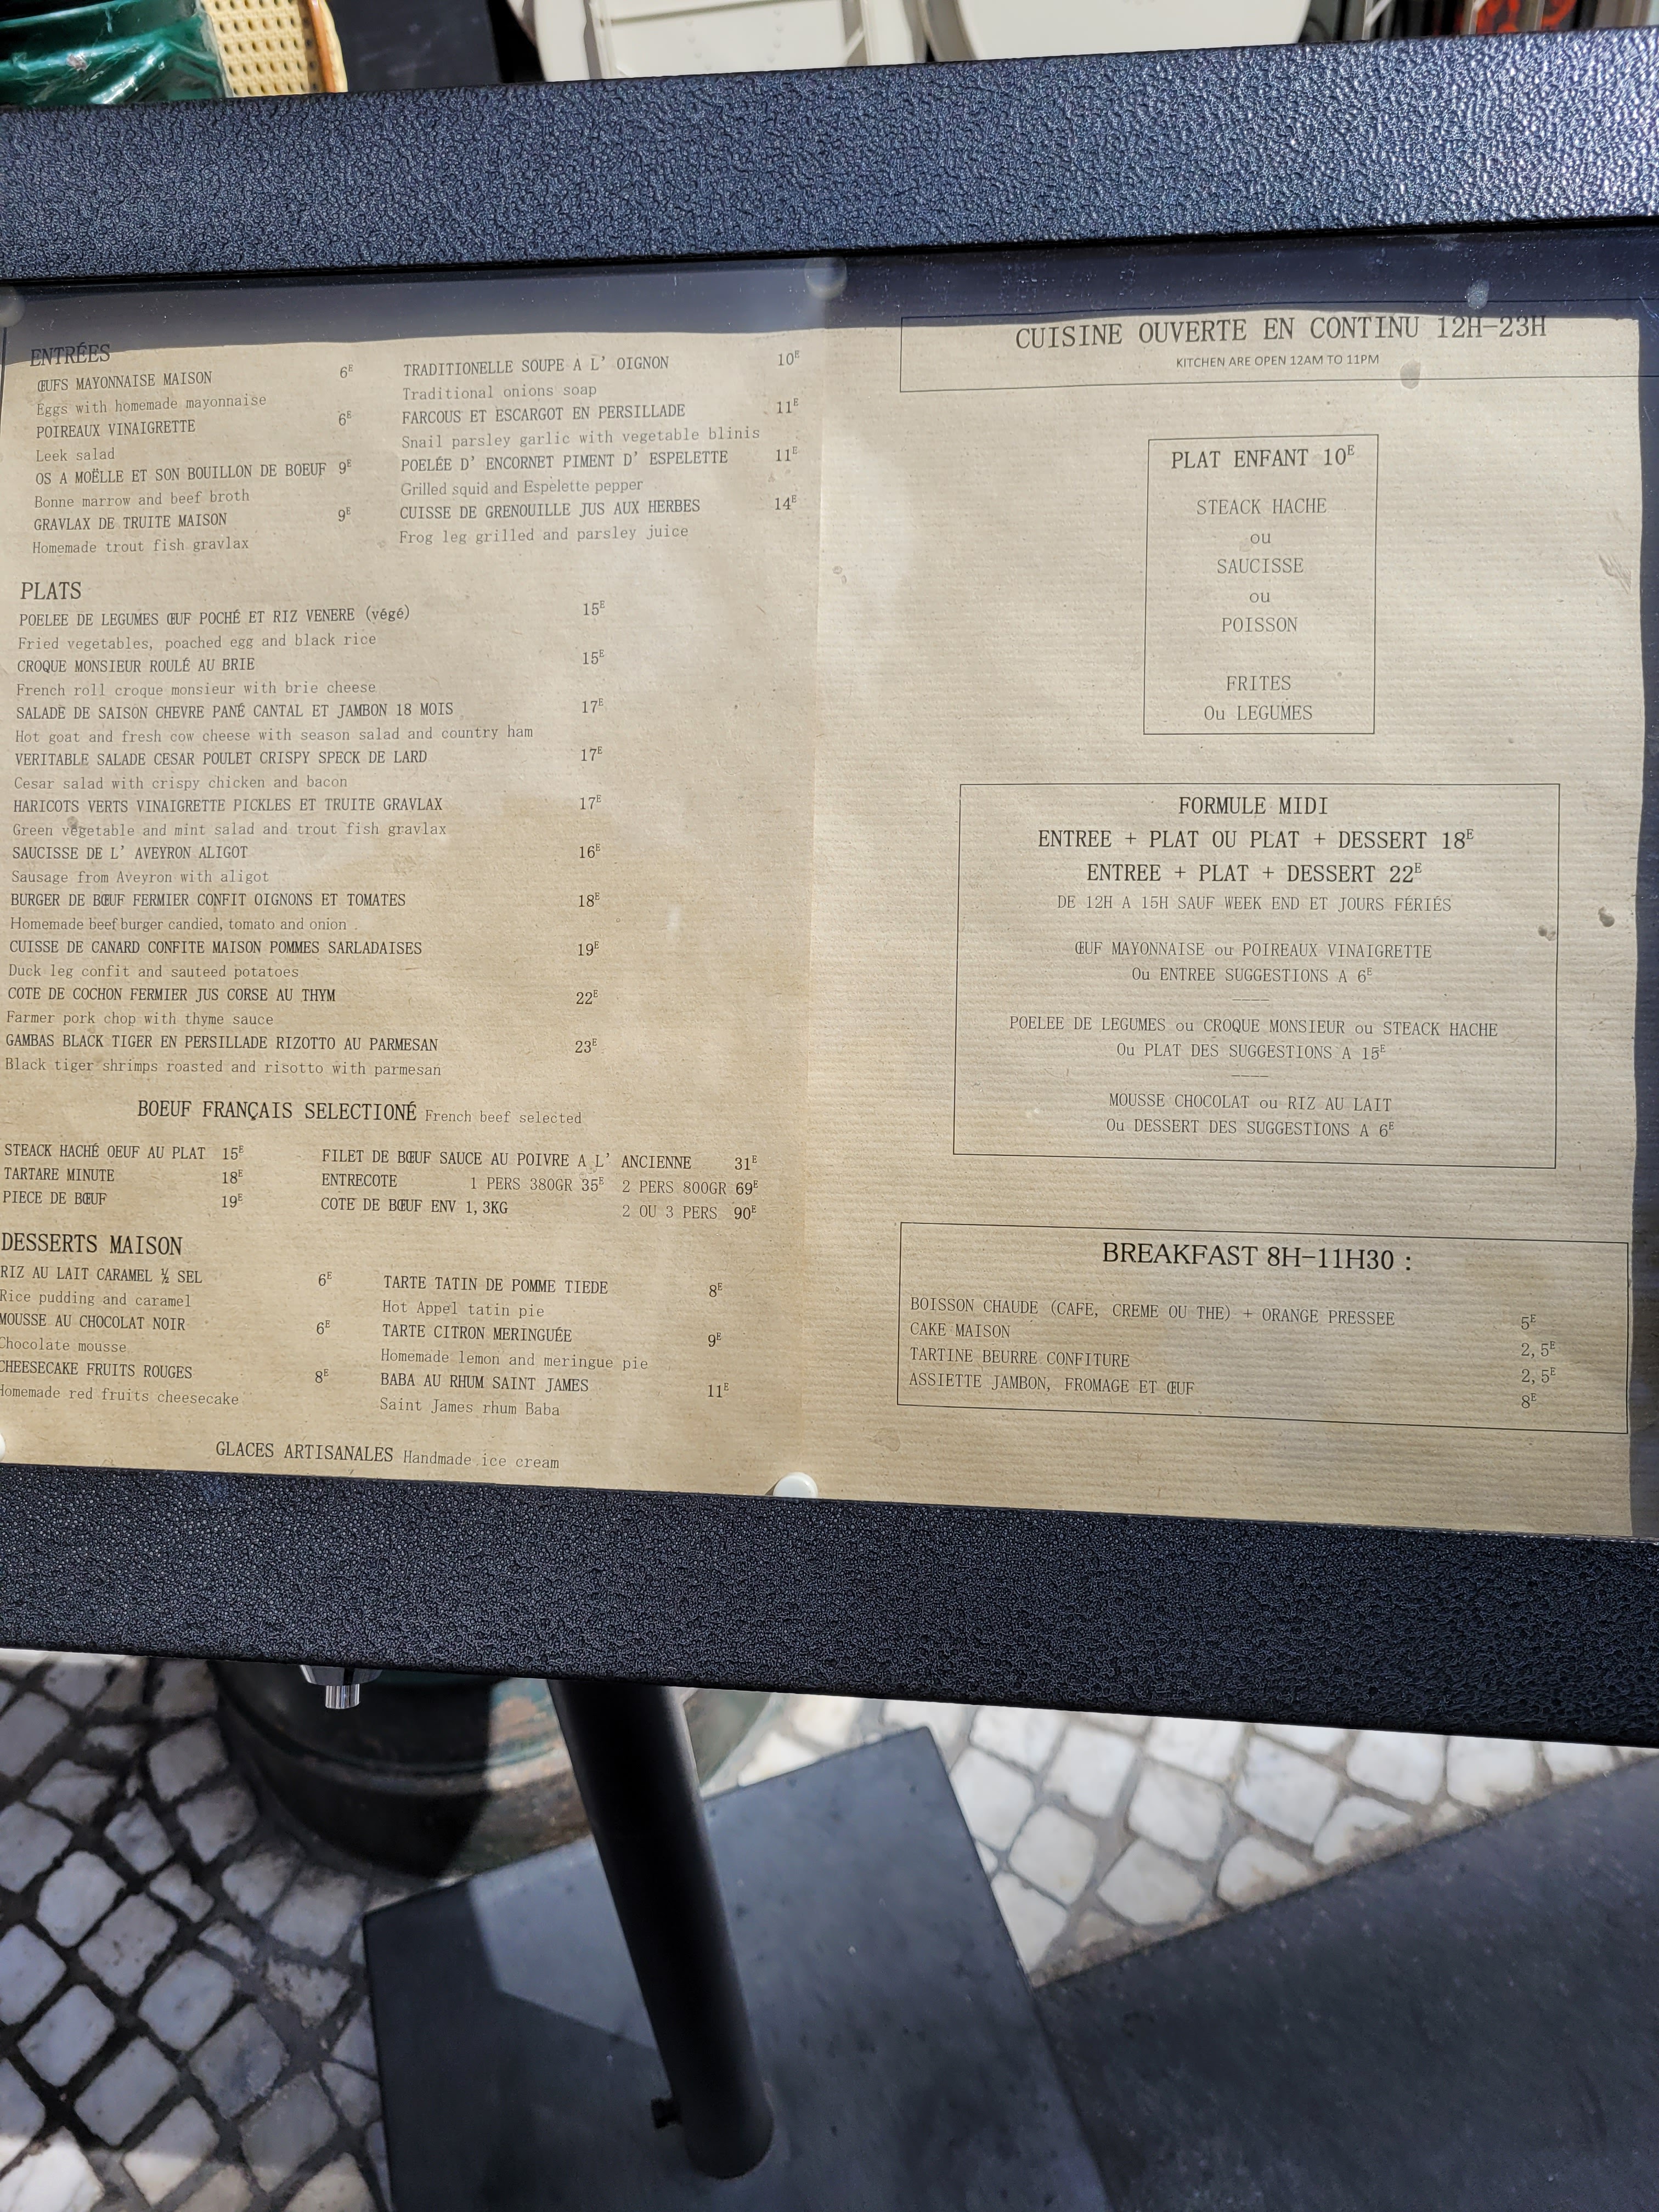 ENTRÉES
ŒUFS MAYONNAISE MAISON 6E
Eggs with homemade mayonnaise
POIREAUX VINAIGRETTE 6E
Leek salad
OS A MOËLLE ET SON BOUILLON DE BOEUF 9E
Bonne marrow and beef broth
GRAVLAX DE TRUITE MAISON 9E
Homemade trout fish gravlax
TRADITIONELLE SOUPE A L' OIGNON 10E
Traditional onions soap
FARCOUS ET ESCARGOT EN PERSILLADE 11E
Snail parsley garlic with vegetable blinis
POELÉE D' ENCORNET PIMENT D' ESPELETTE 11E
Grilled squid and Espelette pepper
CUISSE DE GRENOUILLE JUS AUX HERBES 14E
Frog leg grilled and parsley juice
PLATS
POELEE DE LEGUMES ŒUF POCHÉ ET RIZ VENERE (végé) 15E
Fried vegetables, poached egg and black rice
CROQUE MONSIEUR ROULÉ AU BRIE 15E
French roll croque monsieur with brie cheese
SALADE DE SAISON CHEVRE PANÉ CANTAL ET JAMBON 18 MOIS 17E
Hot goat and fresh cow cheese with season salad and country ham
VERITABLE SALADE CESAR POULET CRISPY SPECK DE LARD 17E
Cesar salad with crispy chicken and bacon
HARICOTS VERTS VINAIGRETTE PICKLES ET TRUITE GRAVLAX 17E
Green vegetable and mint salad and trout fish gravlax
SAUCISSE DE L' AVEYRON ALIGOT 16E
Sausage from Aveyron with aligot
BURGER DE BŒUF FERMIER CONFIT OIGNONS ET TOMATES 18E
Homemade beef burger candied, tomato and onion
CUISSE DE CANARD CONFITE MAISON POMMES SARLADAISES 19E
Duck leg confit and sauteed potatoes
COTE DE COCHON FERMIER JUS CORSE AU THYM 22E
Farmer pork chop with thyme sauce
GAMBAS BLACK TIGER EN PERSILLADE RIZOTTO AU PARMESAN 23E
Black tiger shrimps roasted and risotto with parmesan
BOEUF FRANÇAIS SELECTIONÉ French beef selected
STEACK HACHÉ OEUF AU PLAT 15E
TARTARE MINUTE 18E
PIECE DE BŒUF 19E
FILET DE BŒUF SAUCE AU POIVRE A L' ANCIENNE 31E
ENTRECOTE 1 PERS 380GR 35E 2 PERS 800GR 69E
COTE DE BŒUF ENV 1,3KG 2 OU 3 PERS 90E
DESSERTS MAISON
RIZ AU LAIT CARAMEL ½ SEL 6E
Rice pudding and caramel
MOUSSE AU CHOCOLAT NOIR 6E
Chocolate mousse
CHEESECAKE FRUITS ROUGES 8E
Homemade red fruits cheesecake
TARTE TATIN DE POMME TIEDE 8E
Hot Appel tatin pie
TARTE CITRON MERINGUÉE 9E
Homemade lemon and meringue pie
BABA AU RHUM SAINT JAMES 11E
Saint James rhum Baba
GLACES ARTISANALES Handmade ice cream
CUISINE OUVERTE EN CONTINU 12H-23H
KITCHEN ARE OPEN 12AM TO 11PM
PLAT ENFANT 10E
STEACK HACHE
ou
SAUCISSE
ou
POISSON
FRITES
Ou LEGUMES
FORMULE MIDI
ENTREE + PLAT OU PLAT + DESSERT 18E
ENTREE + PLAT + DESSERT 22E
DE 12H A 15H SAUF WEEK END ET JOURS FÉRIÉS
ŒUF MAYONNAISE ou POIREAUX VINAIGRETTE
Ou ENTREE SUGGESTIONS A 6E
POELEE DE LEGUMES ou CROQUE MONSIEUR ou STEACK HACHE
Ou PLAT DES SUGGESTIONS A 15E
MOUSSE CHOCOLAT ou RIZ AU LAIT
Ou DESSERT DES SUGGESTIONS A 6E
BREAKFAST 8H-11H30 :
BOISSON CHAUDE (CAFE, CREME OU THE) + ORANGE PRESSEE 5E
CAKE MAISON 2,5E
TARTINE BEURRE CONFITURE 2,5E
ASSIETTE JAMBON, FROMAGE ET ŒUF 8E